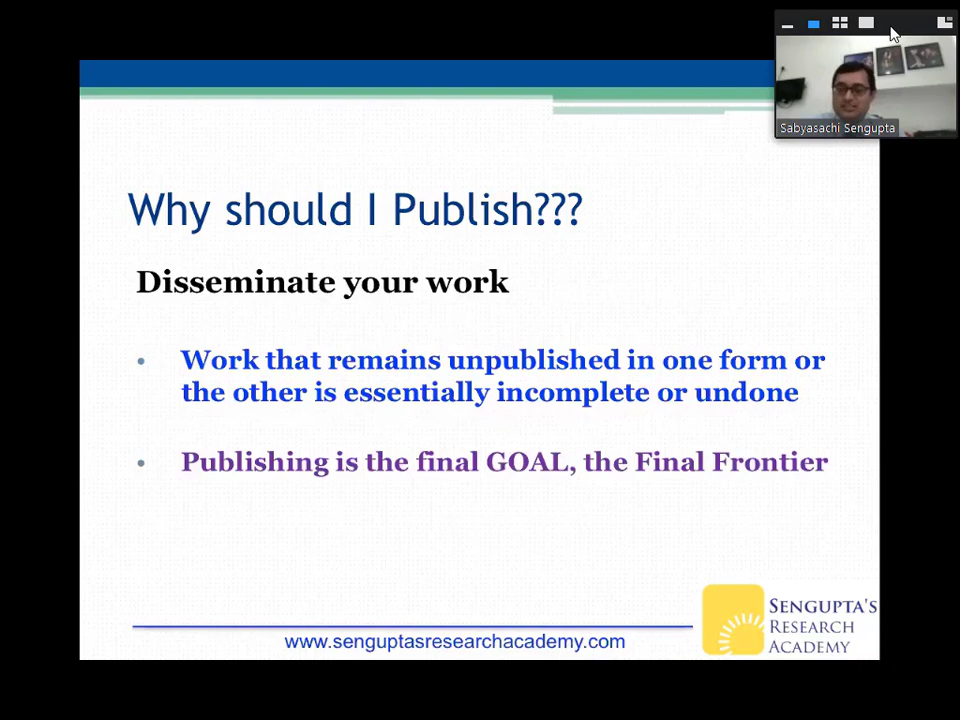 Sabyasachi Sengupta
Why should I Publish???
Disseminate your work
• Work that remains unpublished in one form or
the other is essentially incomplete or undone
• Publishing is the final GOAL, the Final Frontier
www.senguptasresearchacademy.com
SENGUPTA'S
RESEARCH
ACADEMY